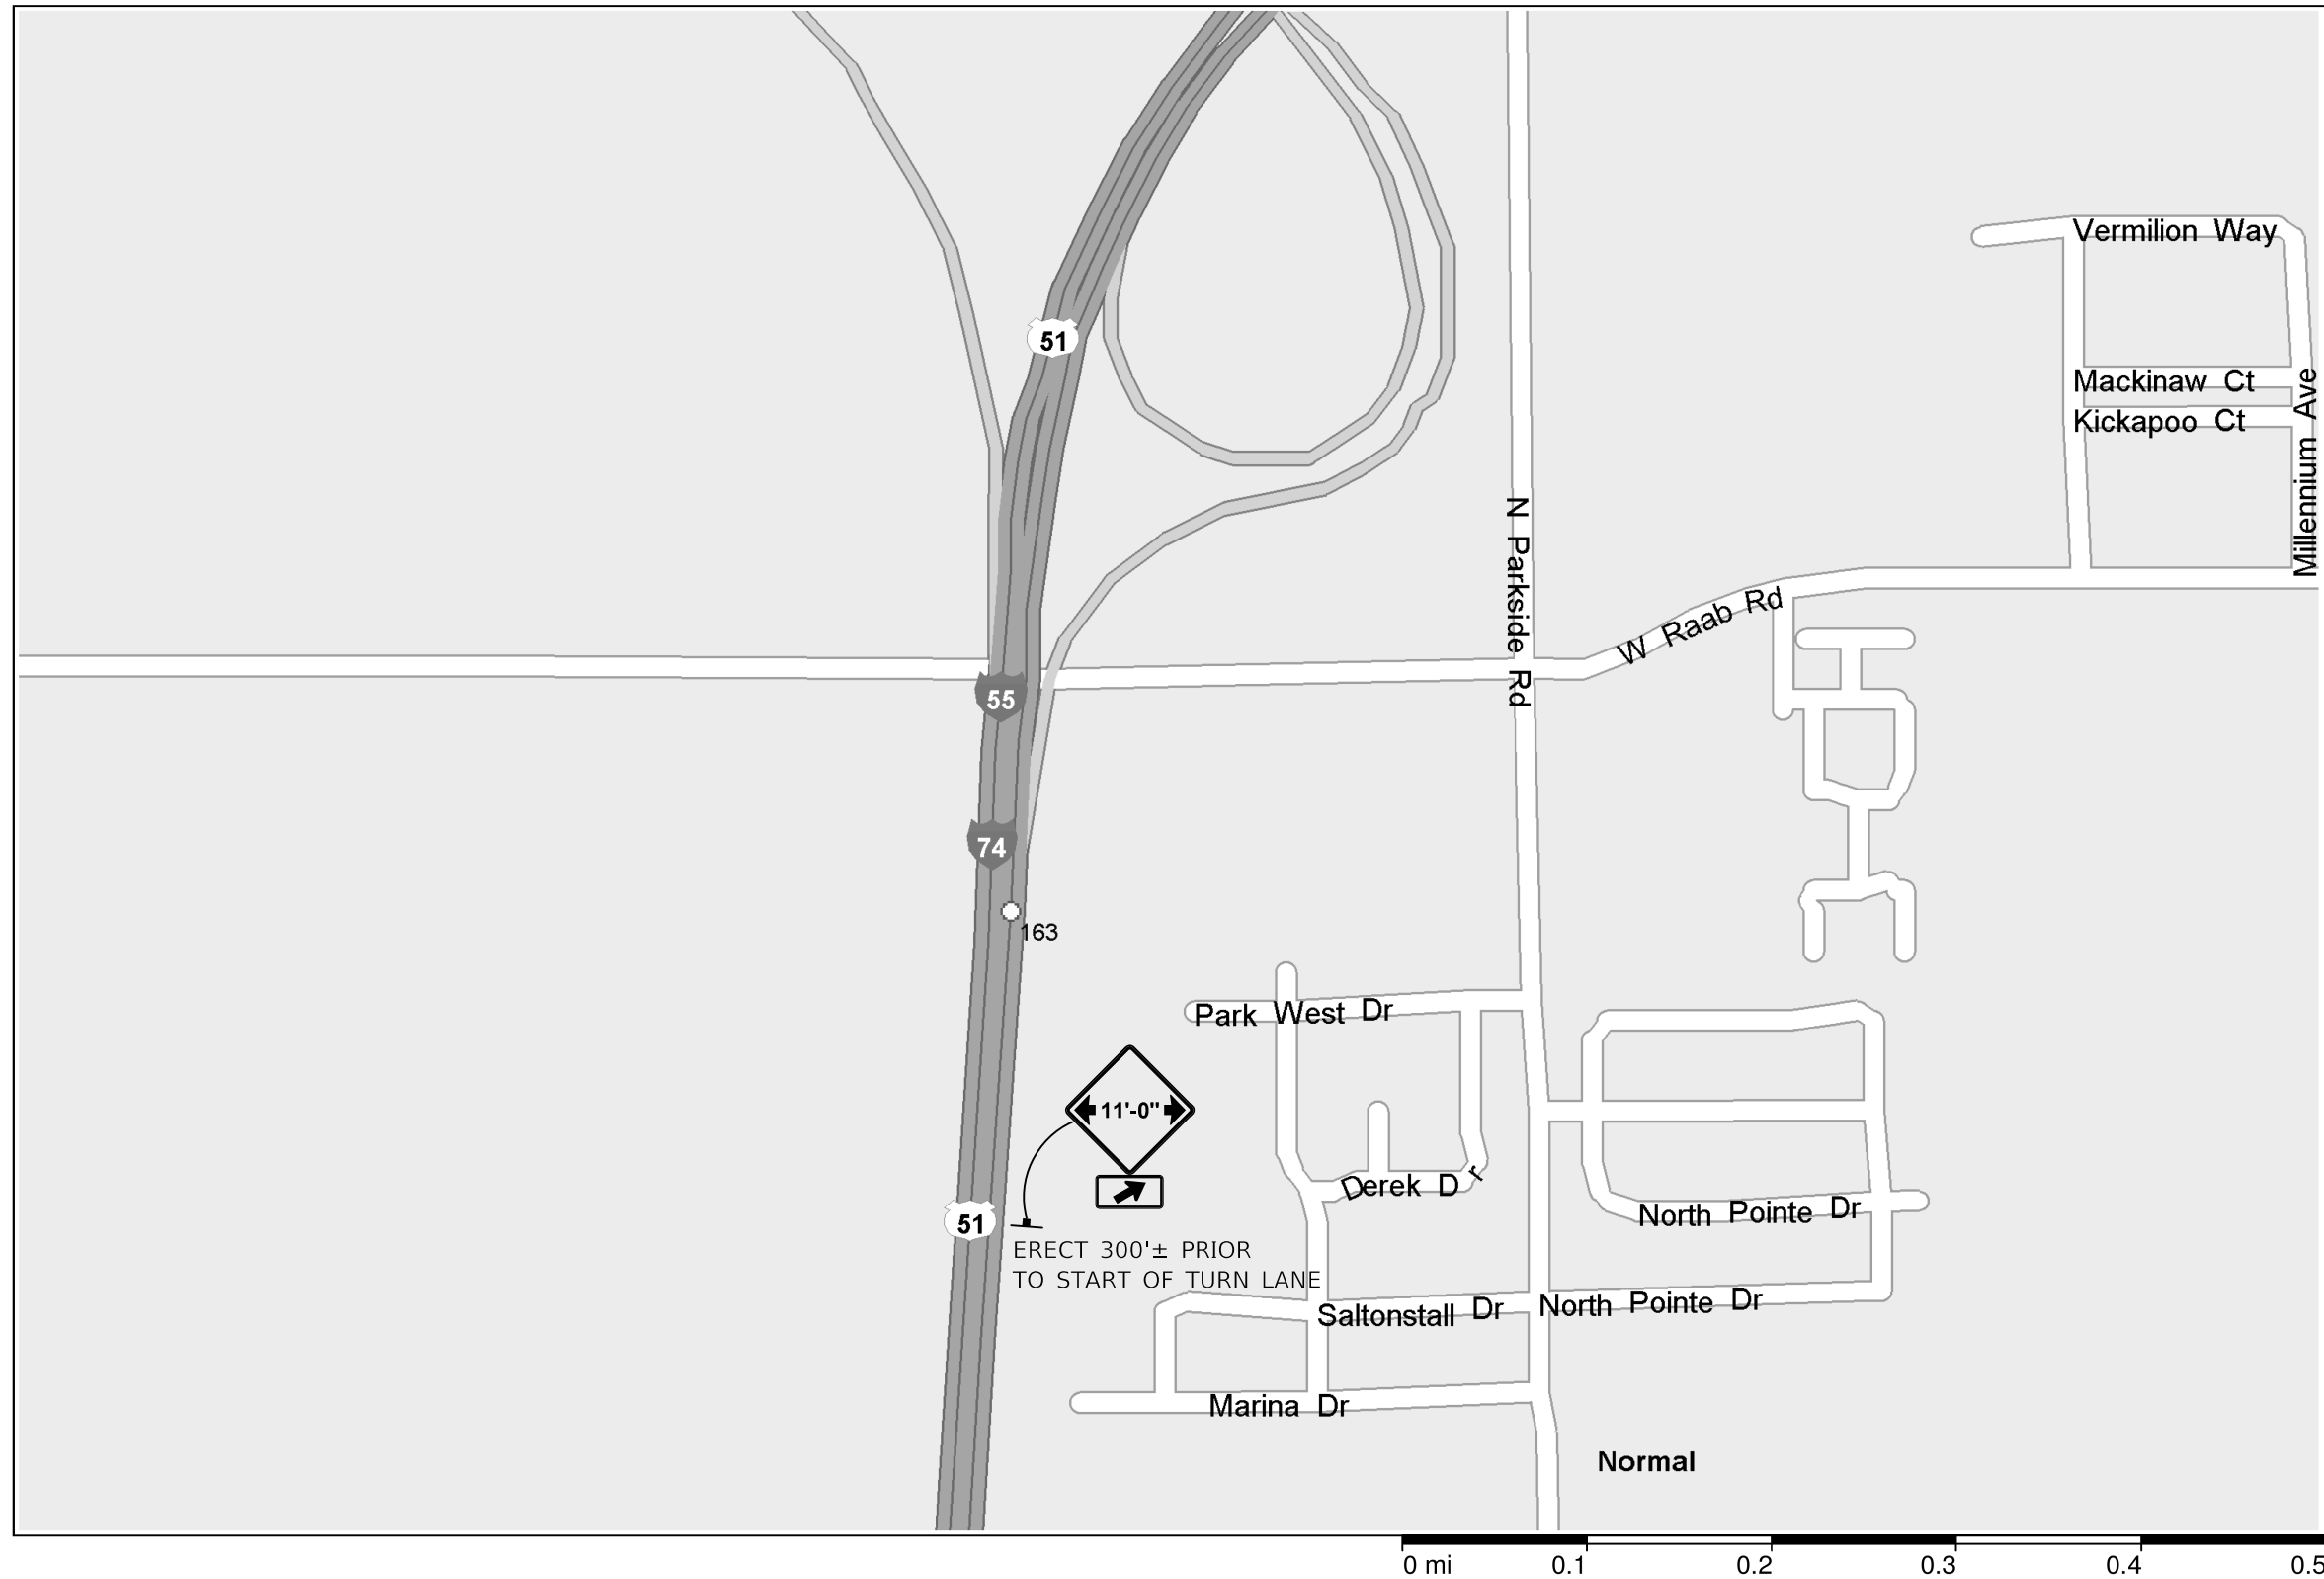 Vermilion Way
51
Mackinaw Ct
Kickapoo Ct
Millennium Ave
N Parkside Rd
W Raab Rd
55
74
163
Park West Dr
11'-0"
Derek Dr
North Pointe Dr
51
ERECT 300'± PRIOR
TO START OF TURN LANE
Saltonstall Dr
North Pointe Dr
Marina Dr
Normal
0 mi 0.1 0.2 0.3 0.4 0.5